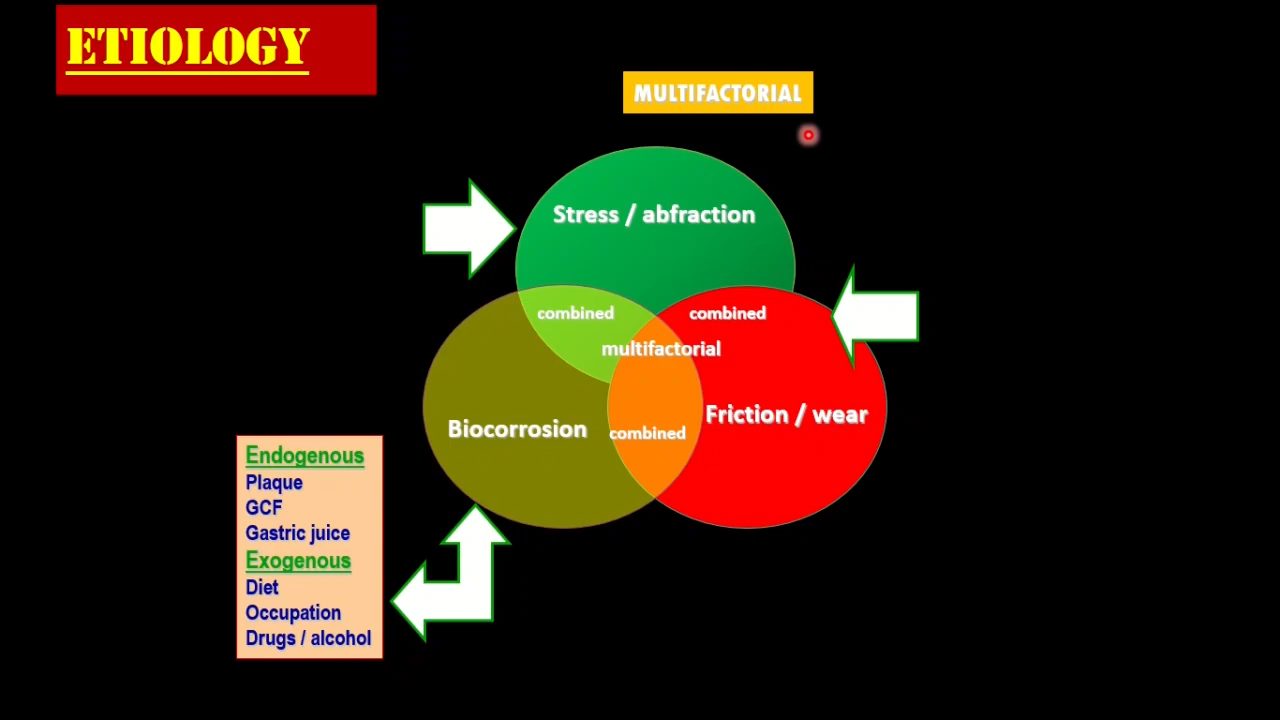 ETIOLOGY
MULTIFACTORIAL
Stress / abfraction
combined
combined
multifactorial
Biocorrosion
combined
Friction / wear
Endogenous
Plaque
GCF
Gastric juice
Exogenous
Diet
Occupation
Drugs / alcohol